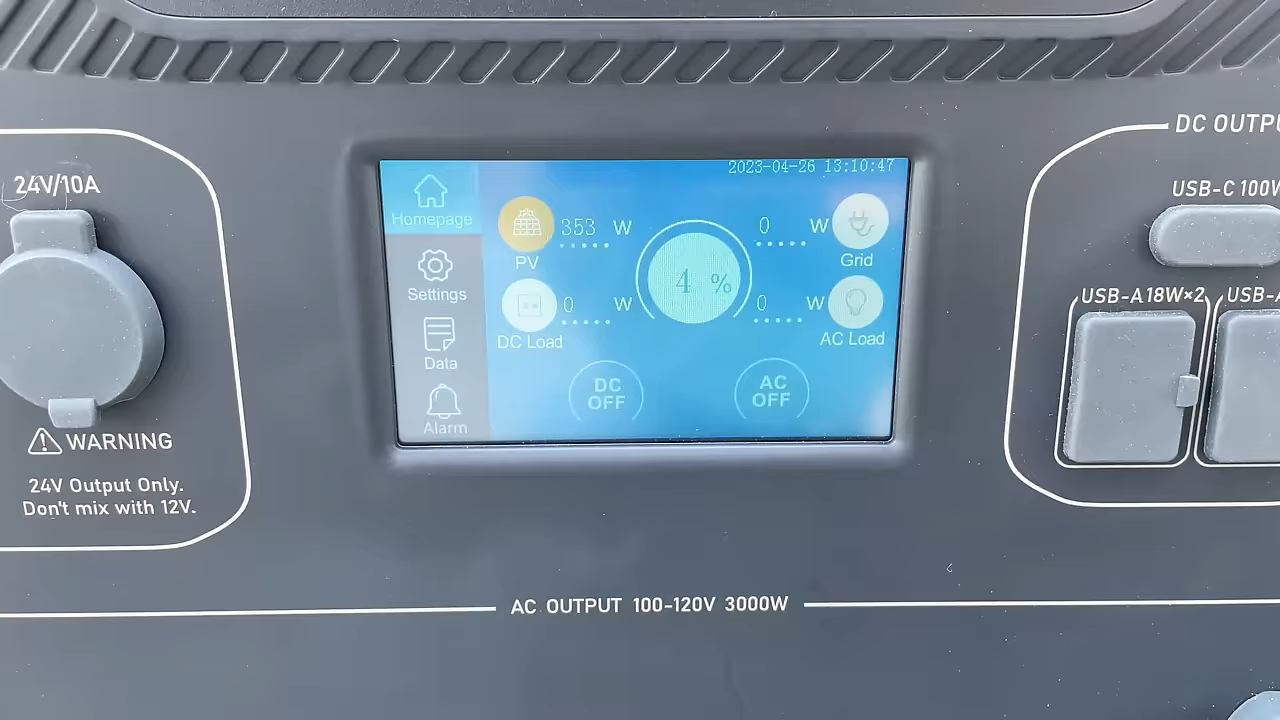 24V/10A
WARNING
24V Output Only.
Don't mix with 12V.
2023-04-26 13:10:47
Homepage
Settings
Data
Alarm
353 W
PV
0 W
DC Load
4 %
0 W
Grid
0 W
AC Load
DC
OFF
AC
OFF
DC OUTPU
USB-C 100W
USB-A 18W×2
USB-A
AC OUTPUT 100-120V 3000W